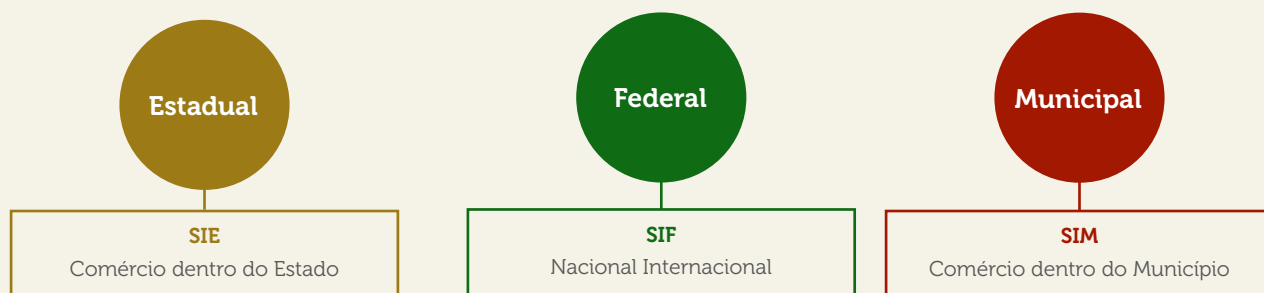 Estadual
SIE
Comércio dentro do Estado
Federal
SIF
Nacional Internacional
Municipal
SIM
Comércio dentro do Município